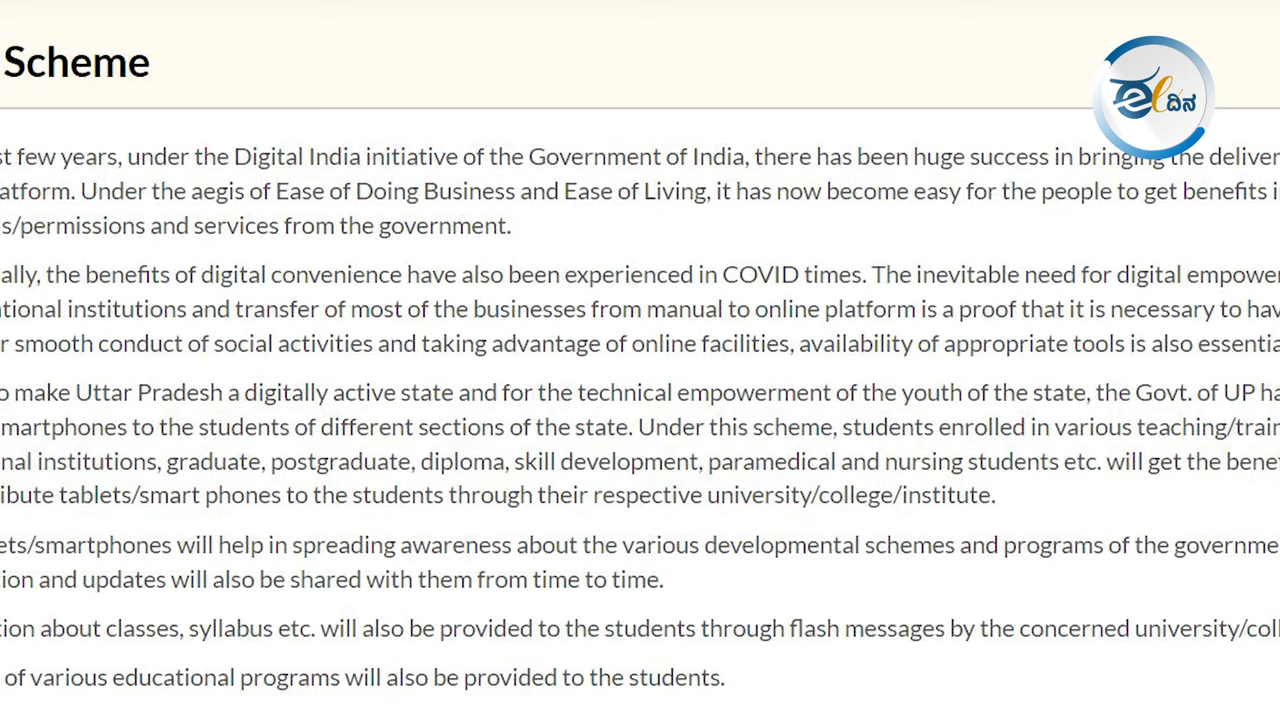 Scheme
ದಿನ
st few years, under the Digital India initiative of the Government of India, there has been huge success in bringing the deliver
atform. Under the aegis of Ease of Doing Business and Ease of Living, it has now become easy for the people to get benefits i
s/permissions and services from the government.
ally, the benefits of digital convenience have also been experienced in COVID times. The inevitable need for digital empower
tional institutions and transfer of most of the businesses from manual to online platform is a proof that it is necessary to hav
r smooth conduct of social activities and taking advantage of online facilities, availability of appropriate tools is also essentia
o make Uttar Pradesh a digitally active state and for the technical empowerment of the youth of the state, the Govt. of UP ha
martphones to the students of different sections of the state. Under this scheme, students enrolled in various teaching/train
nal institutions, graduate, postgraduate, diploma, skill development, paramedical and nursing students etc. will get the bene
ibute tablets/smart phones to the students through their respective university/college/institute.
ets/smartphones will help in spreading awareness about the various developmental schemes and programs of the governme
tion and updates will also be shared with them from time to time.
tion about classes, syllabus etc. will also be provided to the students through flash messages by the concerned university/coll
of various educational programs will also be provided to the students.